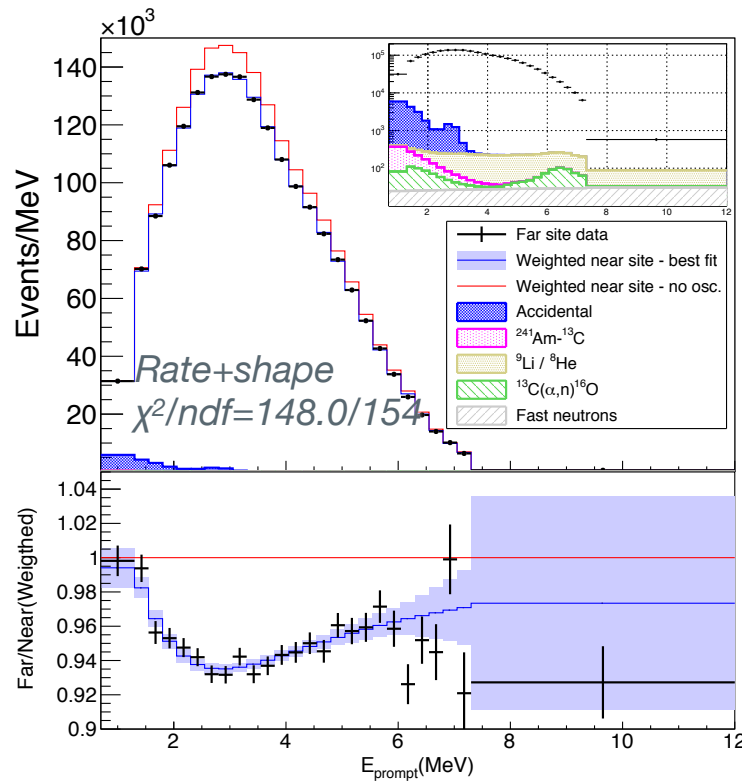 ×10³
140
120
100
80
60
40
20
Events/MeV
10⁵
10⁴
10³
10²
2 4 6 8 10 12
Far site data
Weighted near site - best fit
Weighted near site - no osc.
Accidental
²⁴¹Am-¹³C
⁹Li / ⁸He
¹³C(α,n)¹⁶O
Fast neutrons
Rate+shape
χ²/ndf=148.0/154
1.04
1.02
1
0.98
0.96
0.94
0.92
0.9
Far/Near(Weigthed)
2 4 6 8 10 12
E_prompt(MeV)